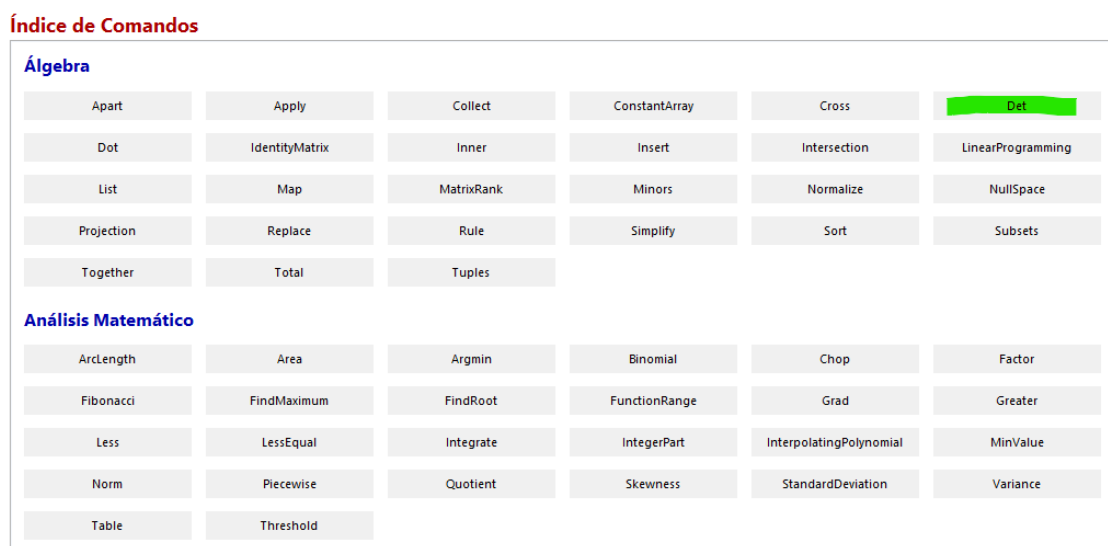 Índice de Comandos
Álgebra
Apart Apply Collect ConstantArray Cross Det
Dot IdentityMatrix Inner Insert Intersection LinearProgramming
List Map MatrixRank Minors Normalize NullSpace
Projection Replace Rule Simplify Sort Subsets
Together Total Tuples
Análisis Matemático
ArcLength Area Argmin Binomial Chop Factor
Fibonacci FindMaximum FindRoot FunctionRange Grad Greater
Less LessEqual Integrate IntegerPart InterpolatingPolynomial MinValue
Norm Piecewise Quotient Skewness StandardDeviation Variance
Table Threshold